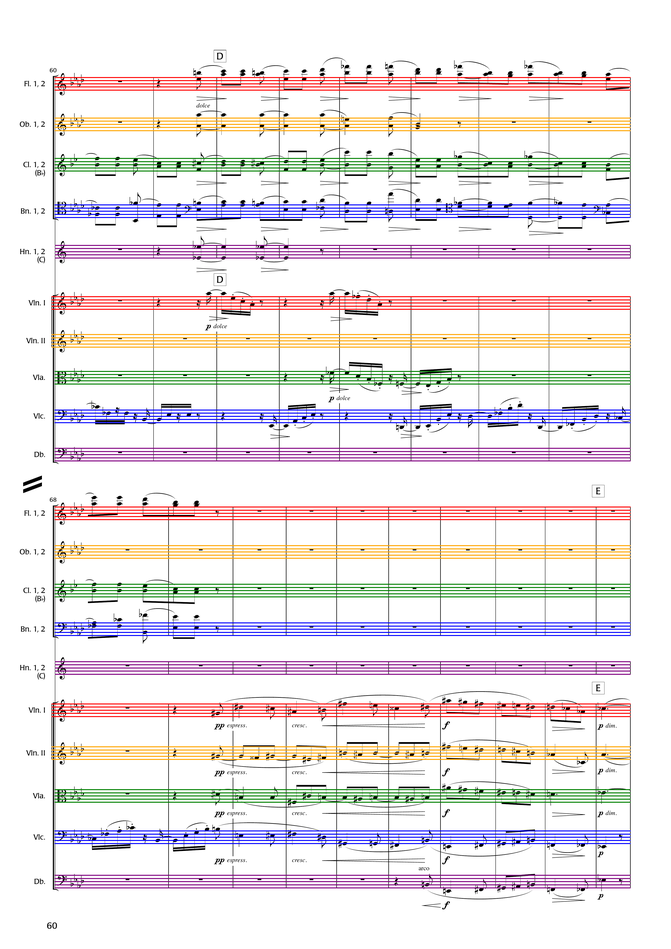 D
60
Fl. 1, 2
dolce
Ob. 1, 2
Cl. 1, 2
(B♭)
Bn. 1, 2
Hn. 1, 2
(C)
D
Vln. I
p dolce
Vln. II
Vla.
p dolce
Vlc.
Db.
E
68
Fl. 1, 2
Ob. 1, 2
Cl. 1, 2
(B♭)
Bn. 1, 2
Hn. 1, 2
(C)
E
Vln. I
pp espress. cresc. f p dim.
Vln. II
pp espress. cresc. f p dim.
Vla.
pp espress. cresc. f p dim.
Vlc.
pp espress. cresc. f p
arco
Db.
f p
60